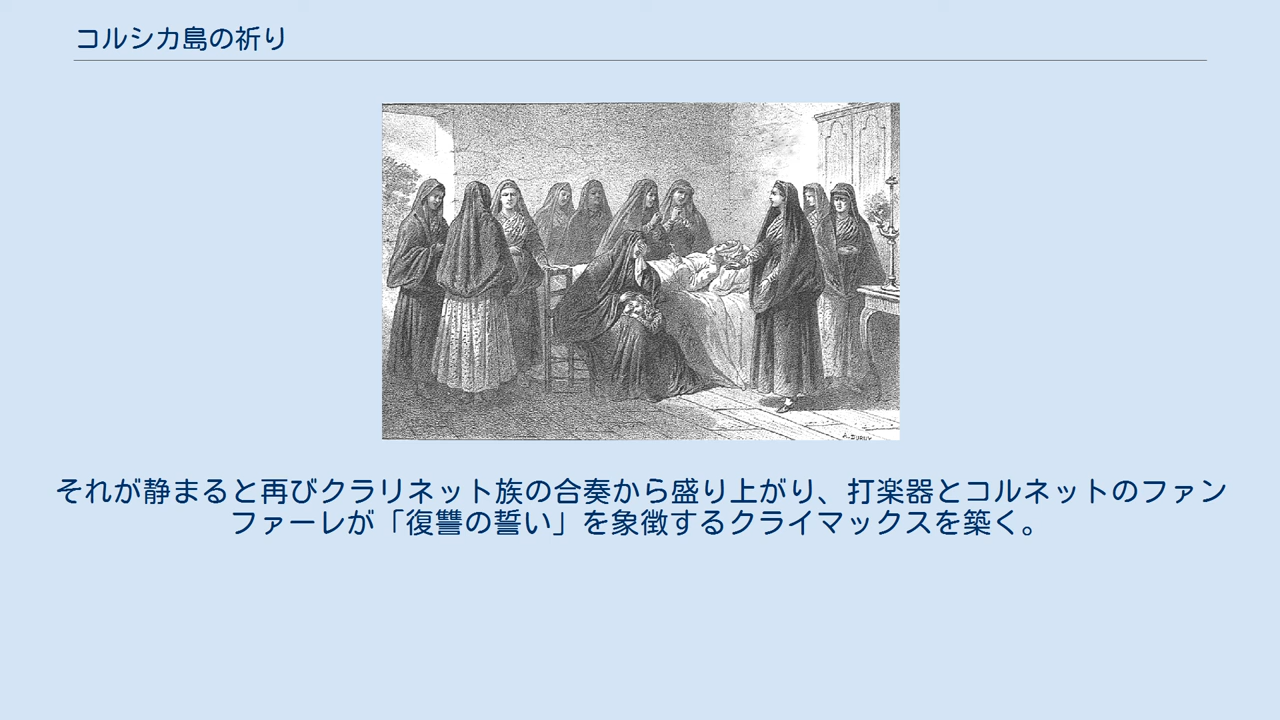 コルシカ島の祈り
A.DURUY
それが静まると再びクラリネット族の合奏から盛り上がり、打楽器とコルネットのファン
ファーレが「復讐の誓い」を象徴するクライマックスを築く。